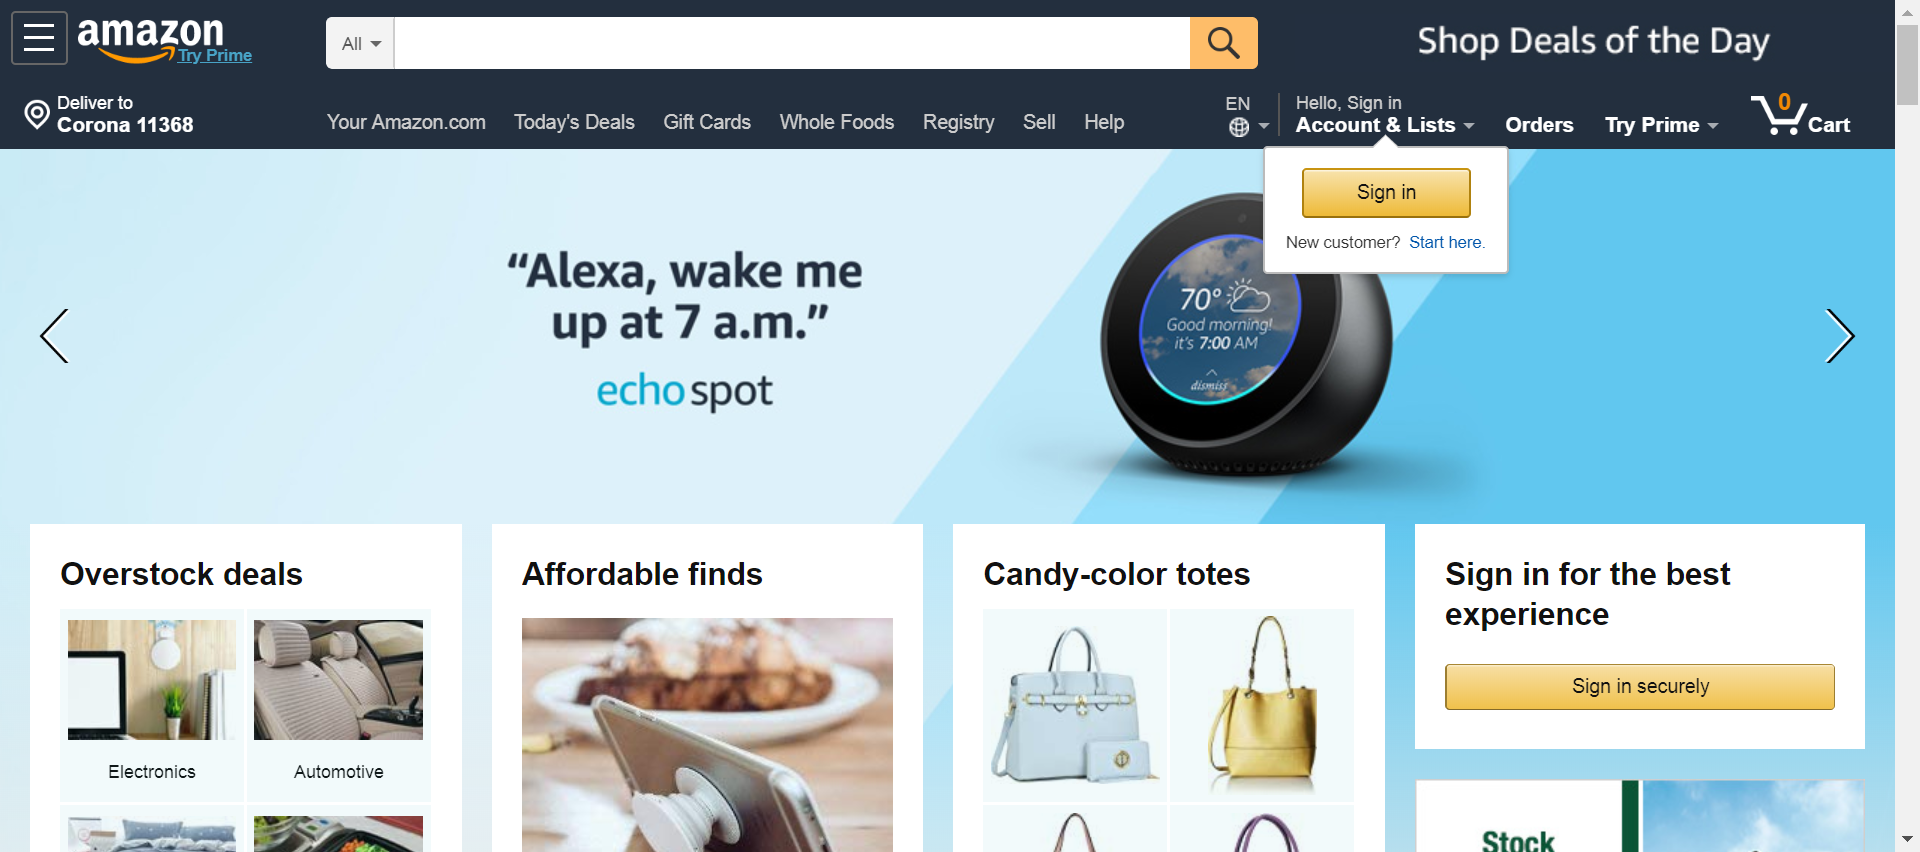 amazon
Try Prime
All
Shop Deals of the Day
Deliver to
Corona 11368
Your Amazon.com
Today's Deals
Gift Cards
Whole Foods
Registry
Sell
Help
EN
Hello, Sign in
Account & Lists
Orders
Try Prime
0
Cart
Sign in
New customer? Start here.
“Alexa, wake me
up at 7 a.m.”
echo spot
70°
Good morning!
it's 7:00 AM
dismiss
Overstock deals
Affordable finds
Candy-color totes
Sign in for the best
experience
Sign in securely
Electronics
Automotive
Stock